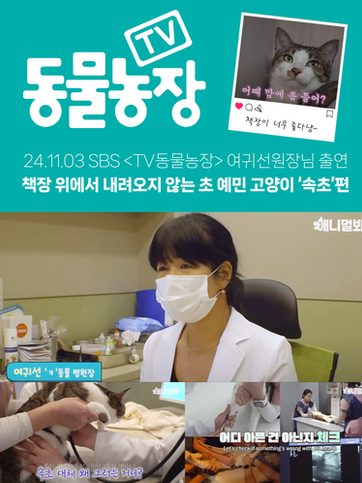 TV
동물농장
어때 맘에 쏙 들어?
책장이 너무 좋다냥~
24.11.03 SBS <TV동물농장> 여귀선원장님 출연
책장 위에서 내려오지 않는 초 예민 고양이 '속초'편
애니멀봐
여귀선 'ㅋ'동물 병원장
속초 대체 왜 그러는 거니?
어디 아픈 건 아닌지 체크
Let's check if something's wrong with